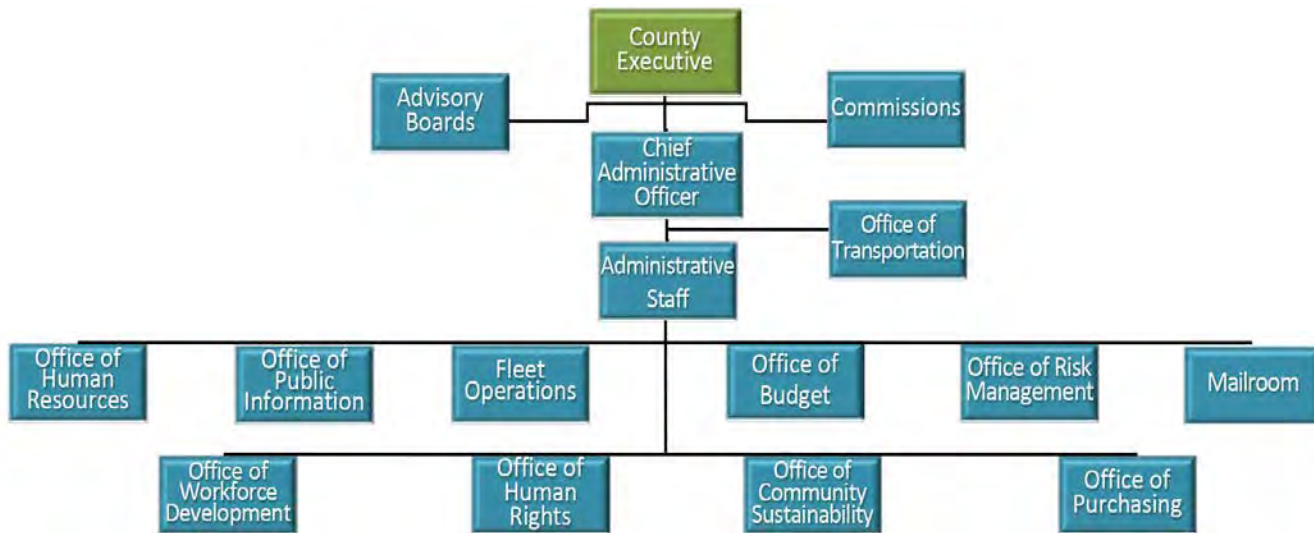 County
Executive
Advisory
Boards
Commissions
Chief
Administrative
Officer
Office of
Transportation
Administrative
Staff
Office of
Human
Resources
Office of
Public
Information
Fleet
Operations
Office of
Budget
Office of Risk
Management
Mailroom
Office of
Workforce
Development
Office of
Human
Rights
Office of
Community
Sustainability
Office of
Purchasing